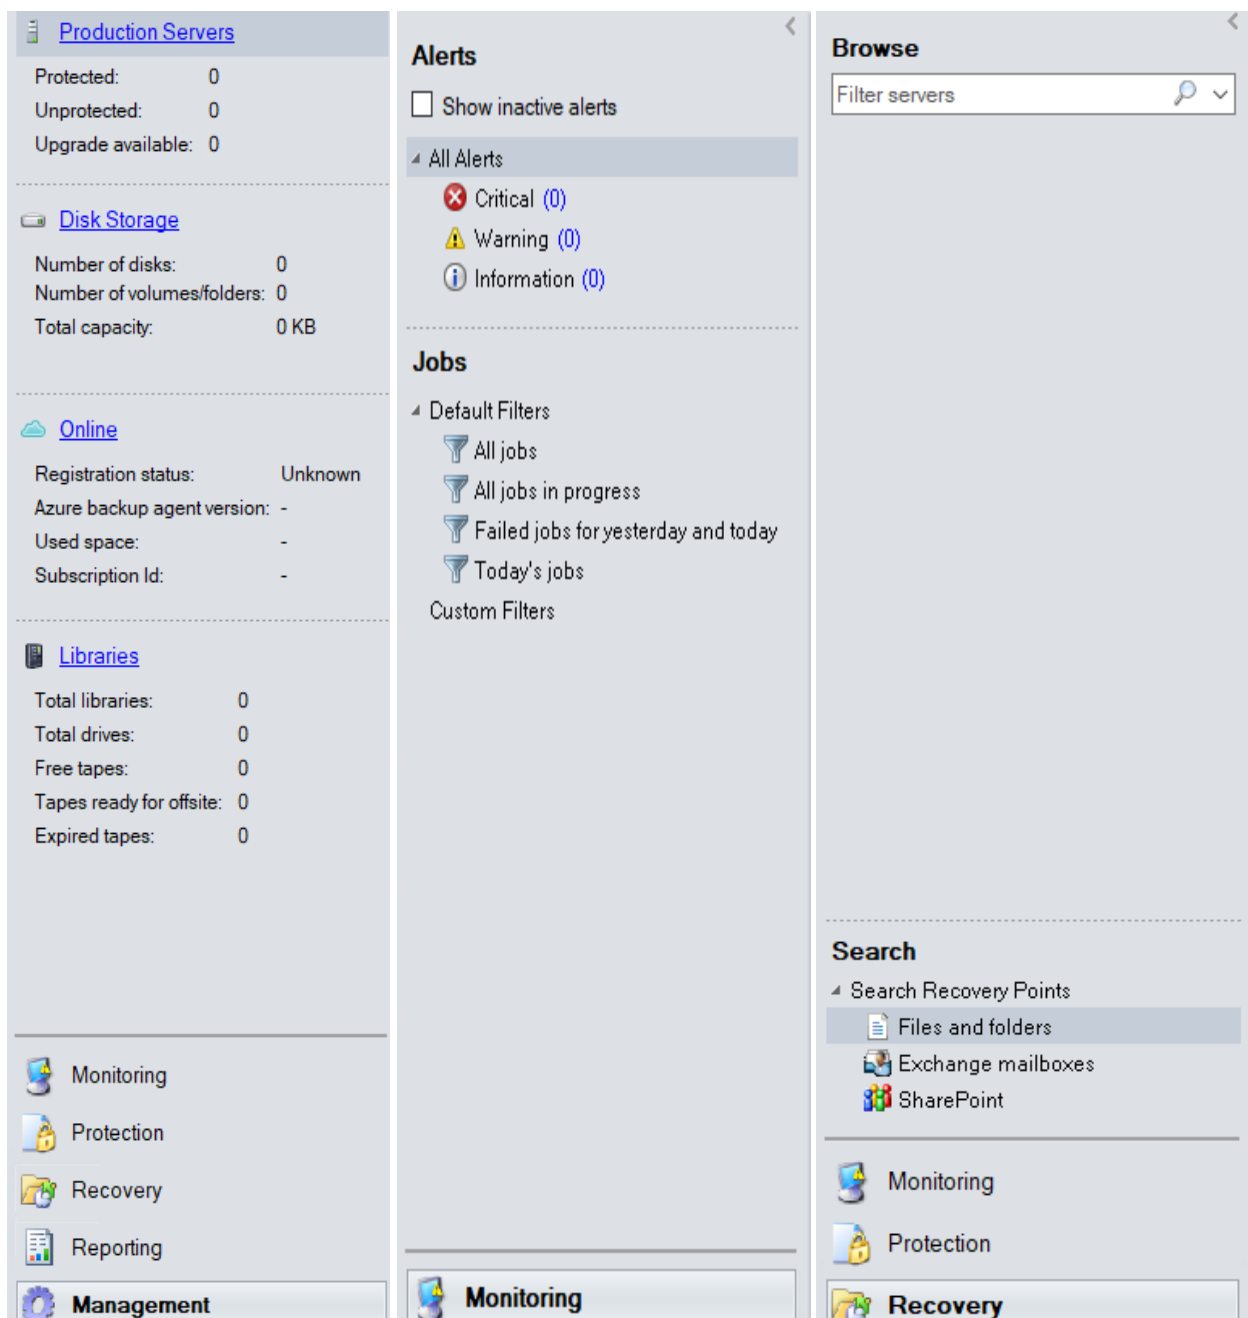 Production Servers
Protected: 0
Unprotected: 0
Upgrade available: 0
Disk Storage
Number of disks: 0
Number of volumes/folders: 0
Total capacity: 0 KB
Online
Registration status: Unknown
Azure backup agent version: -
Used space: -
Subscription Id: -
Libraries
Total libraries: 0
Total drives: 0
Free tapes: 0
Tapes ready for offsite: 0
Expired tapes: 0
Monitoring
Protection
Recovery
Reporting
Management
Alerts
Show inactive alerts
All Alerts
Critical (0)
Warning (0)
Information (0)
Jobs
Default Filters
All jobs
All jobs in progress
Failed jobs for yesterday and today
Today's jobs
Custom Filters
Monitoring
Browse
Filter servers
Search
Search Recovery Points
Files and folders
Exchange mailboxes
SharePoint
Monitoring
Protection
Recovery